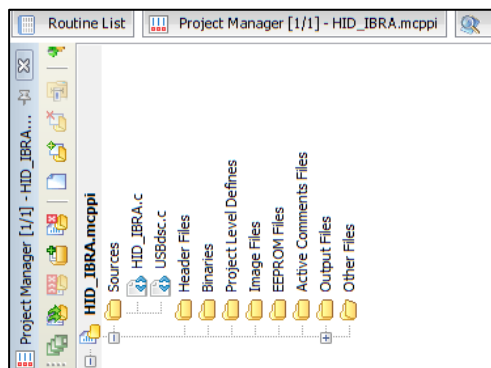 Routine List
Project Manager [1/1] - HID_IBRA.mcppi
Project Manager [1/1] - HID_IBRA...
HID_IBRA.mcppi
Sources
HID_IBRA.c
USBdsc.c
Header Files
Binaries
Project Level Defines
Image Files
EEPROM Files
Active Comments Files
Output Files
Other Files